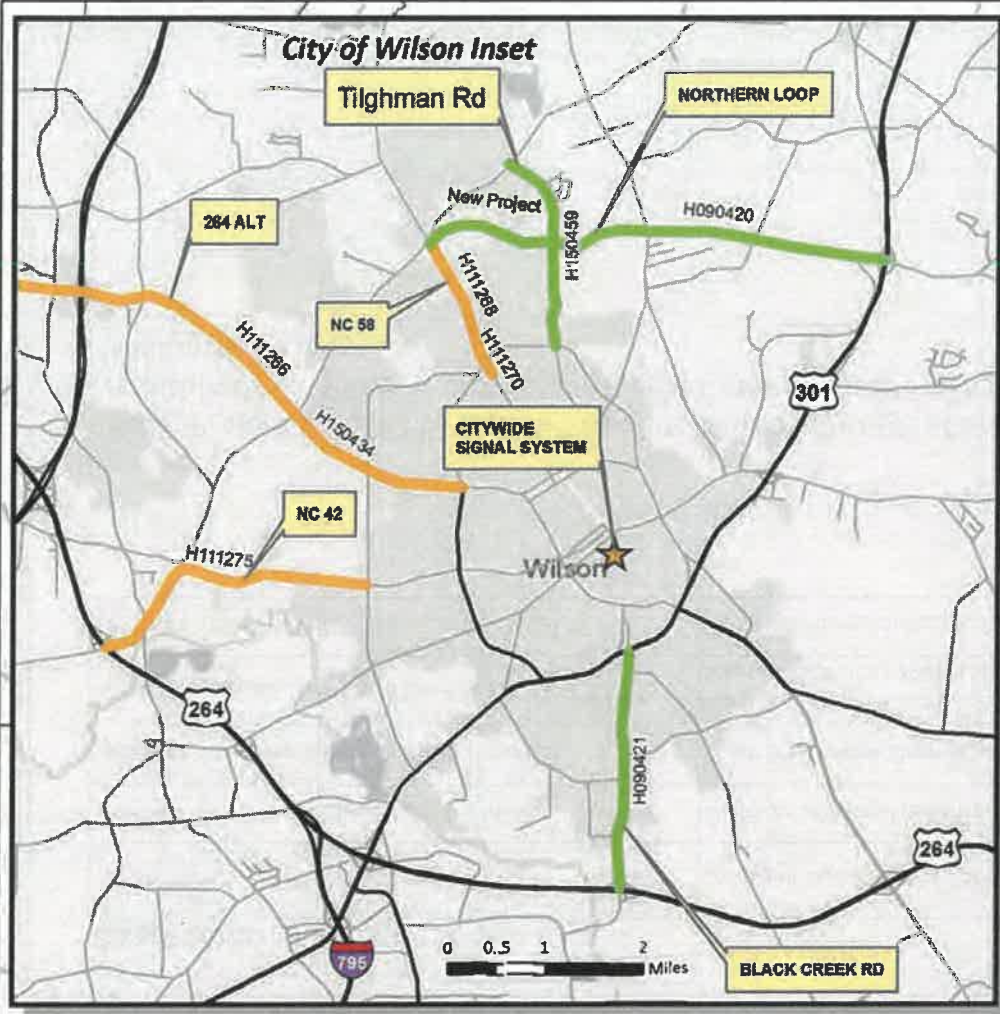 City of Wilson Inset
Tilghman Rd
NORTHERN LOOP
New Project
H090420
264 ALT
H150459
H111268
NC 58
H111270
H111266
301
H150434
CITYWIDE
SIGNAL SYSTEM
NC 42
H111275
Wilson
264
H090421
264
0 0.5 1 2
Miles
795
BLACK CREEK RD